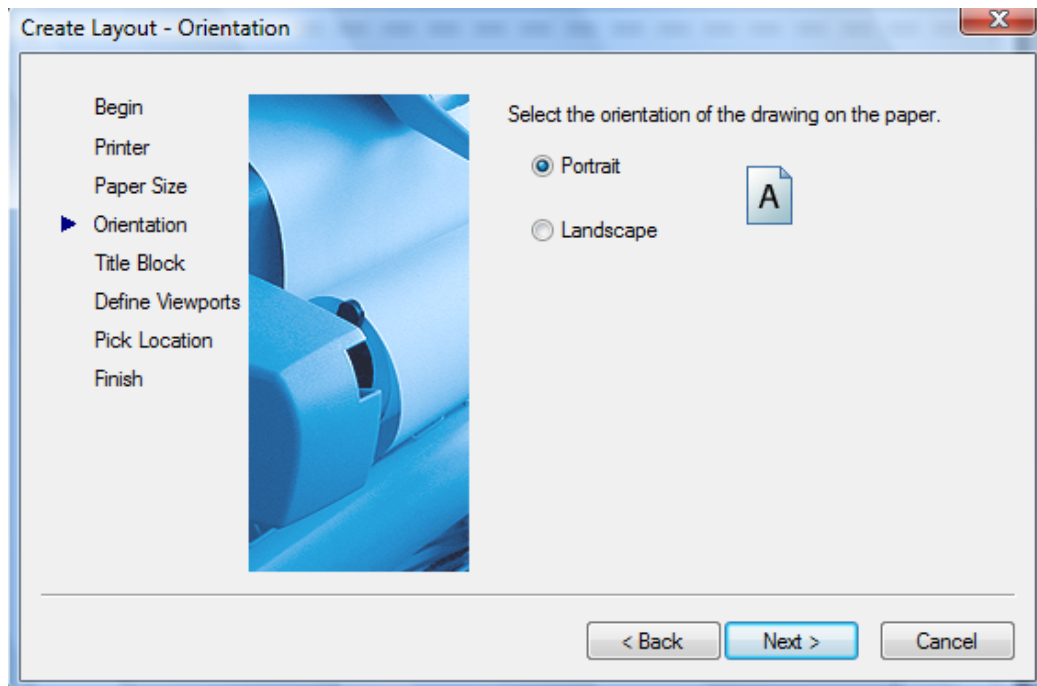 Create Layout - Orientation
Begin
Printer
Paper Size
Orientation
Title Block
Define Viewports
Pick Location
Finish
Select the orientation of the drawing on the paper.
Portrait
A
Landscape
< Back
Next >
Cancel